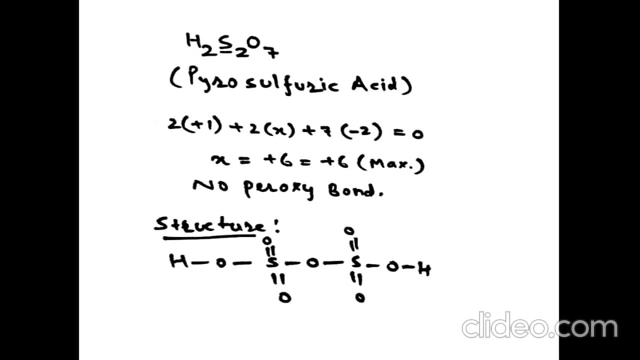 H₂S₂O₇
(Pyrosulfuric Acid)
2(+1) + 2(x) + 7(-2) = 0
x = +6 = +6 (Max.)
No peroxy Bond.
Structure:
O O
H - O - S - O - S - O - H
O O
clideo.com